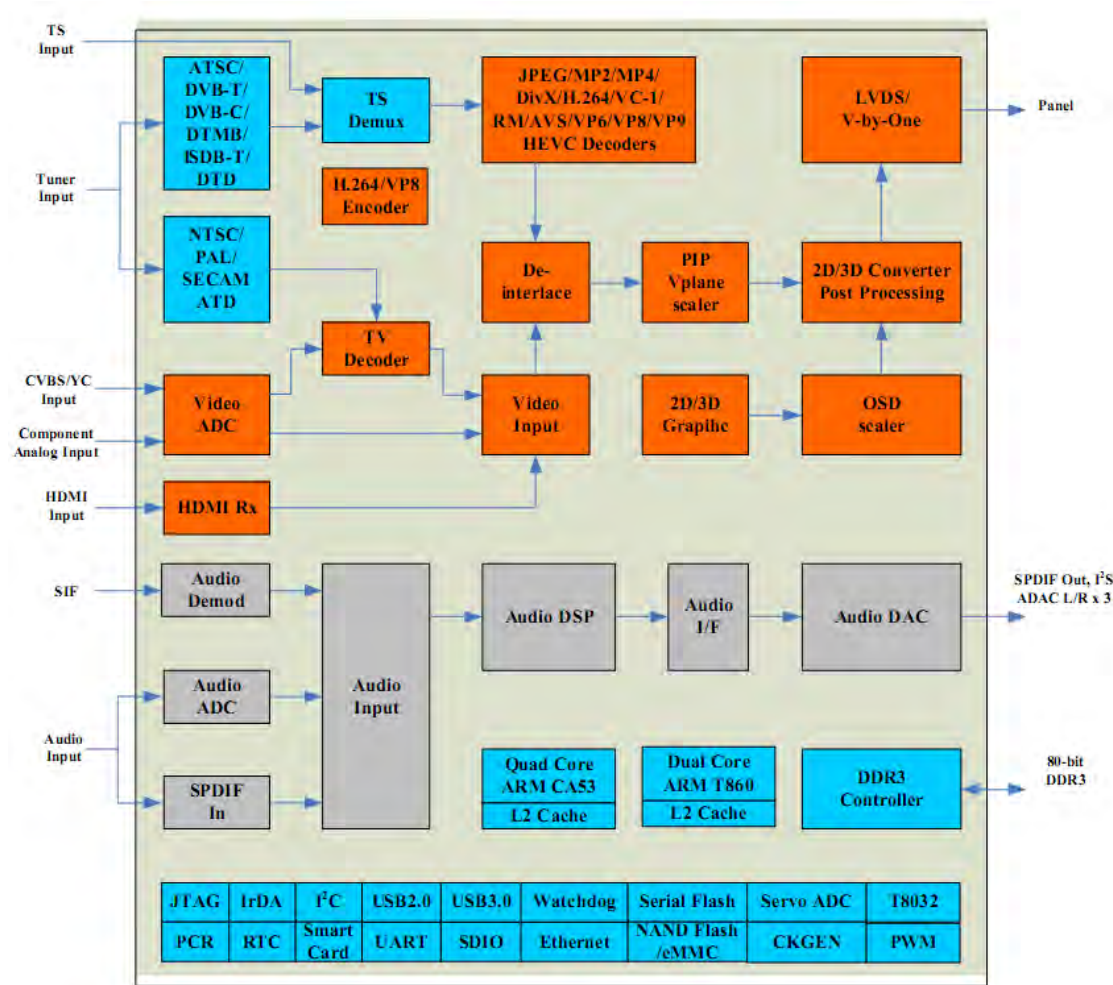 TS
Input
ATSC/
DVB-T/
DVB-C/
DTMB/
ISDB-T/
DTD
TS
Demux
JPEG/MP2/MP4/
DivX/H.264/VC-1/
RM/AVS/VP6/VP8/VP9
HEVC Decoders
LVDS/
V-by-One
Panel
Tuner
Input
H.264/VP8
Encoder
NTSC/
PAL/
SECAM
ATD
De-
interlace
PIP
Vplane
scaler
2D/3D Converter
Post Processing
TV
Decoder
CVBS/YC
Input
Component
Analog Input
Video
ADC
Video
Input
2D/3D
Grapihc
OSD
scaler
HDMI
Input
HDMI Rx
SIF
Audio
Demod
Audio
Input
Audio DSP
Audio
I/F
Audio DAC
SPDIF Out, I²S
ADAC L/R x 3
Audio
ADC
Audio
Input
SPDIF
In
Quad Core
ARM CA53
L2 Cache
Dual Core
ARM T860
L2 Cache
DDR3
Controller
80-bit
DDR3
JTAG IrDA I²C USB2.0 USB3.0 Watchdog Serial Flash Servo ADC T8032
PCR RTC Smart
Card UART SDIO Ethernet NAND Flash
/eMMC CKGEN PWM